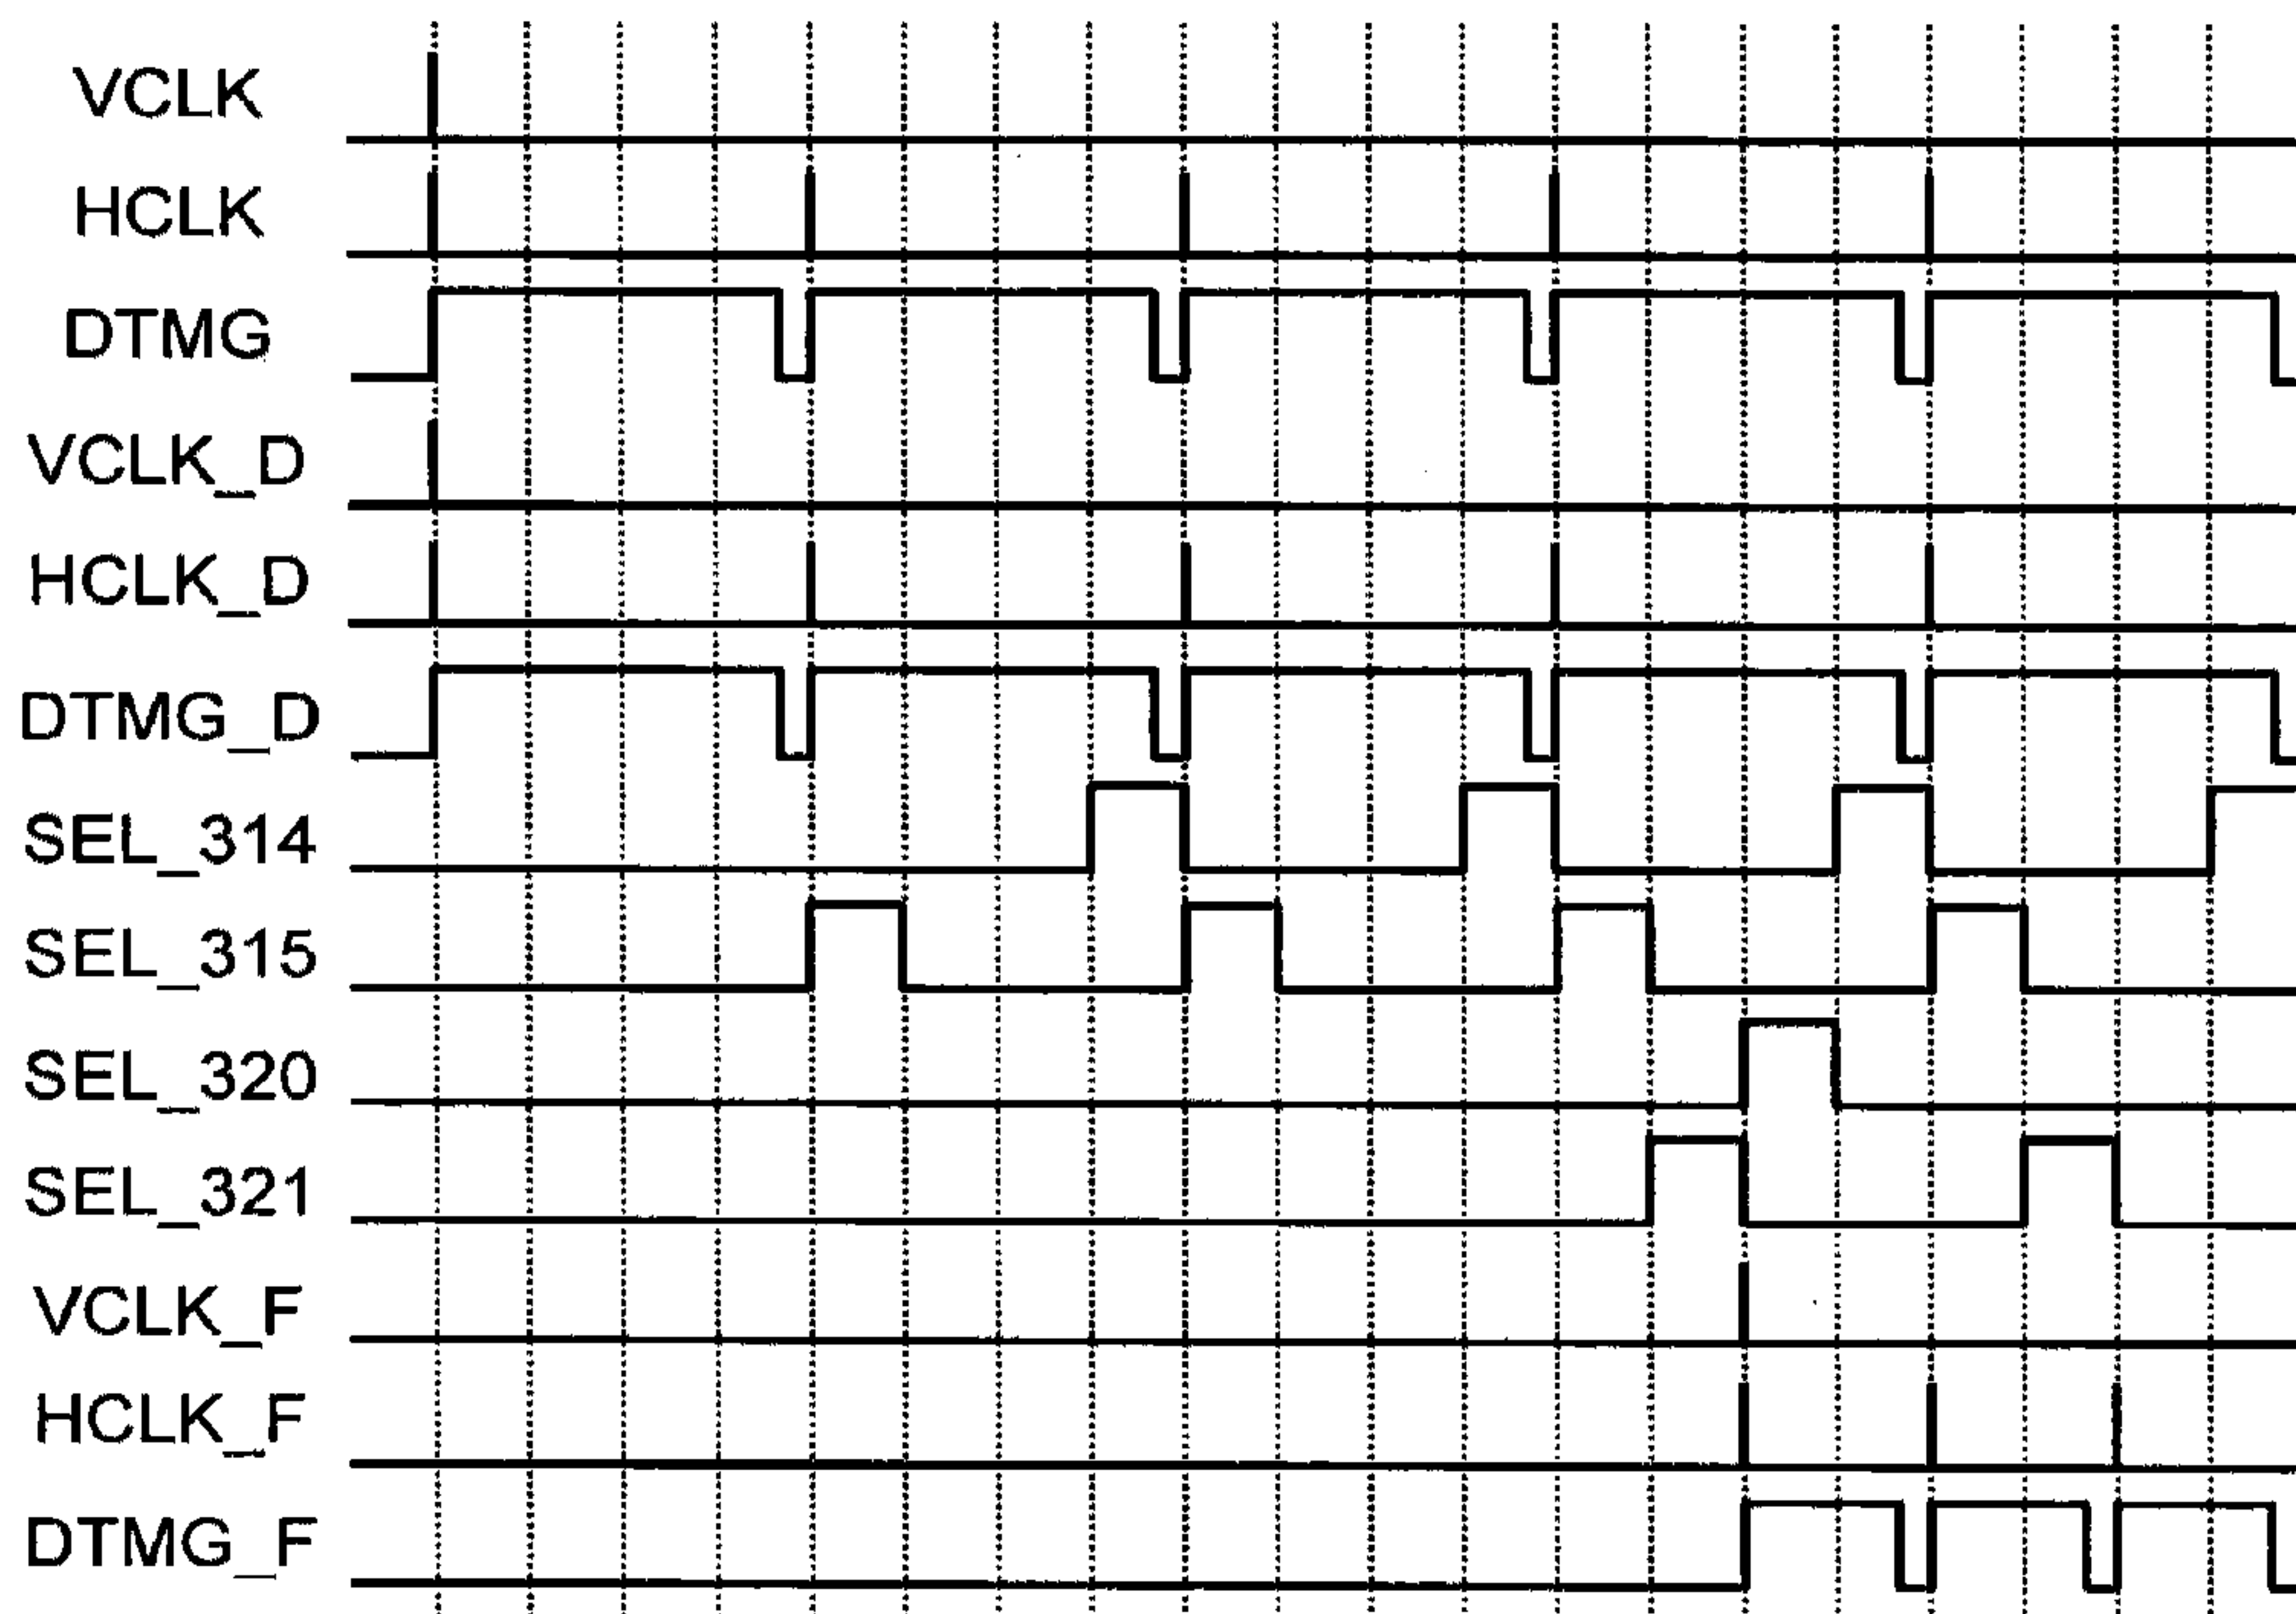 VCLK
HCLK
DTMG
VCLK_D
HCLK_D
DTMG_D
SEL_314
SEL_315
SEL_320
SEL_321
VCLK_F
HCLK_F
DTMG_F